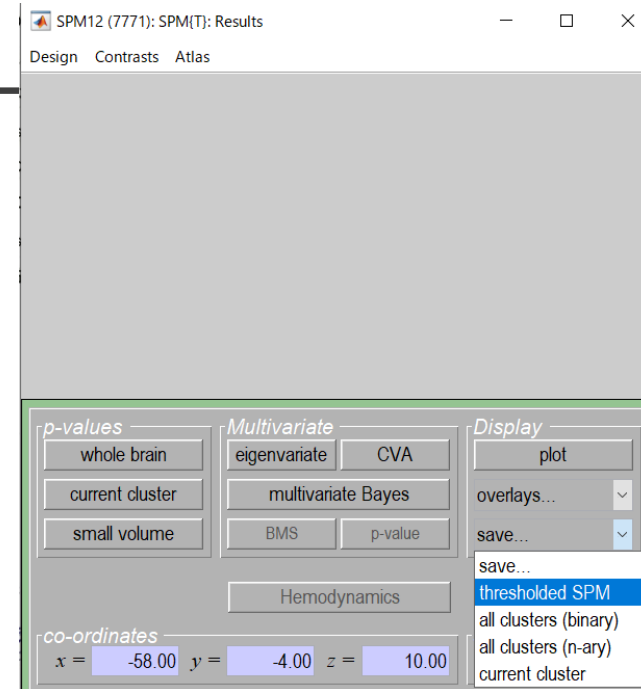 SPM12 (7771): SPM{T}: Results
Design Contrasts Atlas
p-values
Multivariate
Display
whole brain
eigenvariate
CVA
plot
current cluster
multivariate Bayes
overlays...
small volume
BMS
p-value
save...
save...
thresholded SPM
all clusters (binary)
all clusters (n-ary)
current cluster
Hemodynamics
co-ordinates
x = -58.00 y = -4.00 z = 10.00